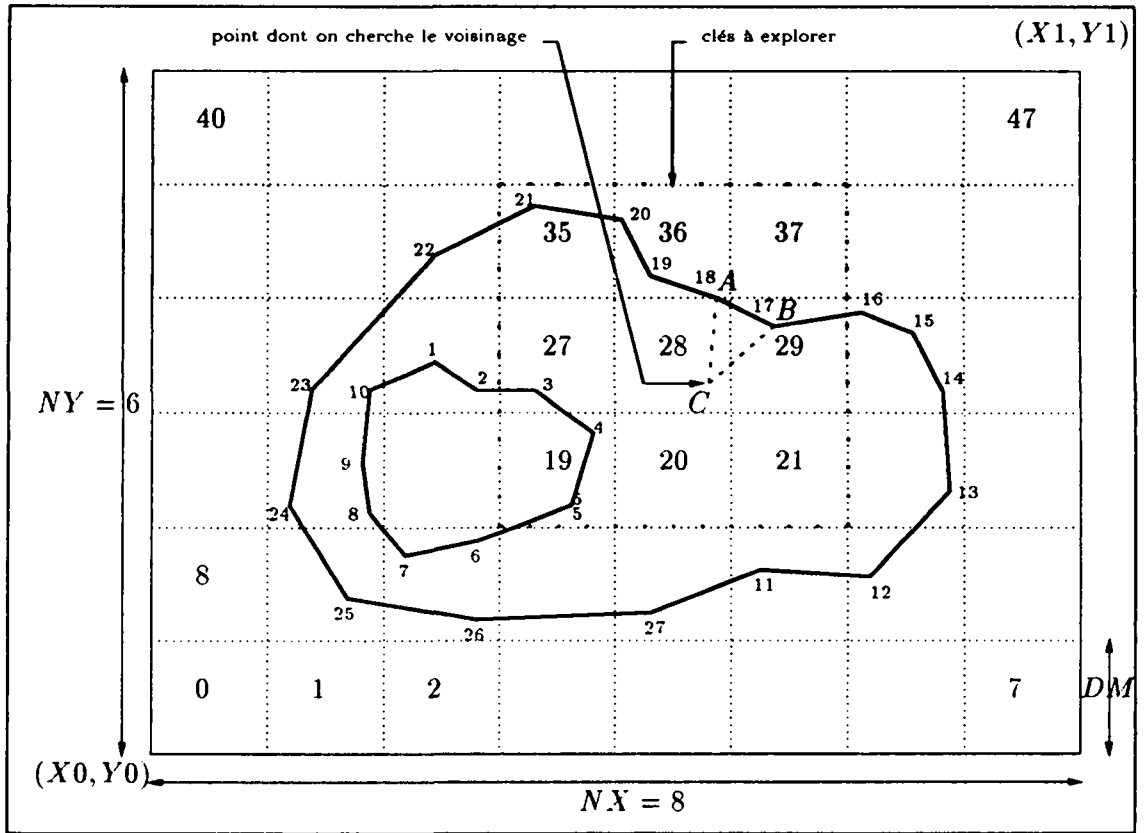 point dont on cherche le voisinage clés à explorer (X1, Y1)
40 47
21 20
35 36 37
22 19 18 A
17 B 16 15
27 28 29
1
23 10 2 3 C 14
NY = 6
4
9 19 20 21
13
24 8 6 5
7 6
8 11 12
25 26 27
0 1 2 7 DM
(X0, Y0)
NX = 8